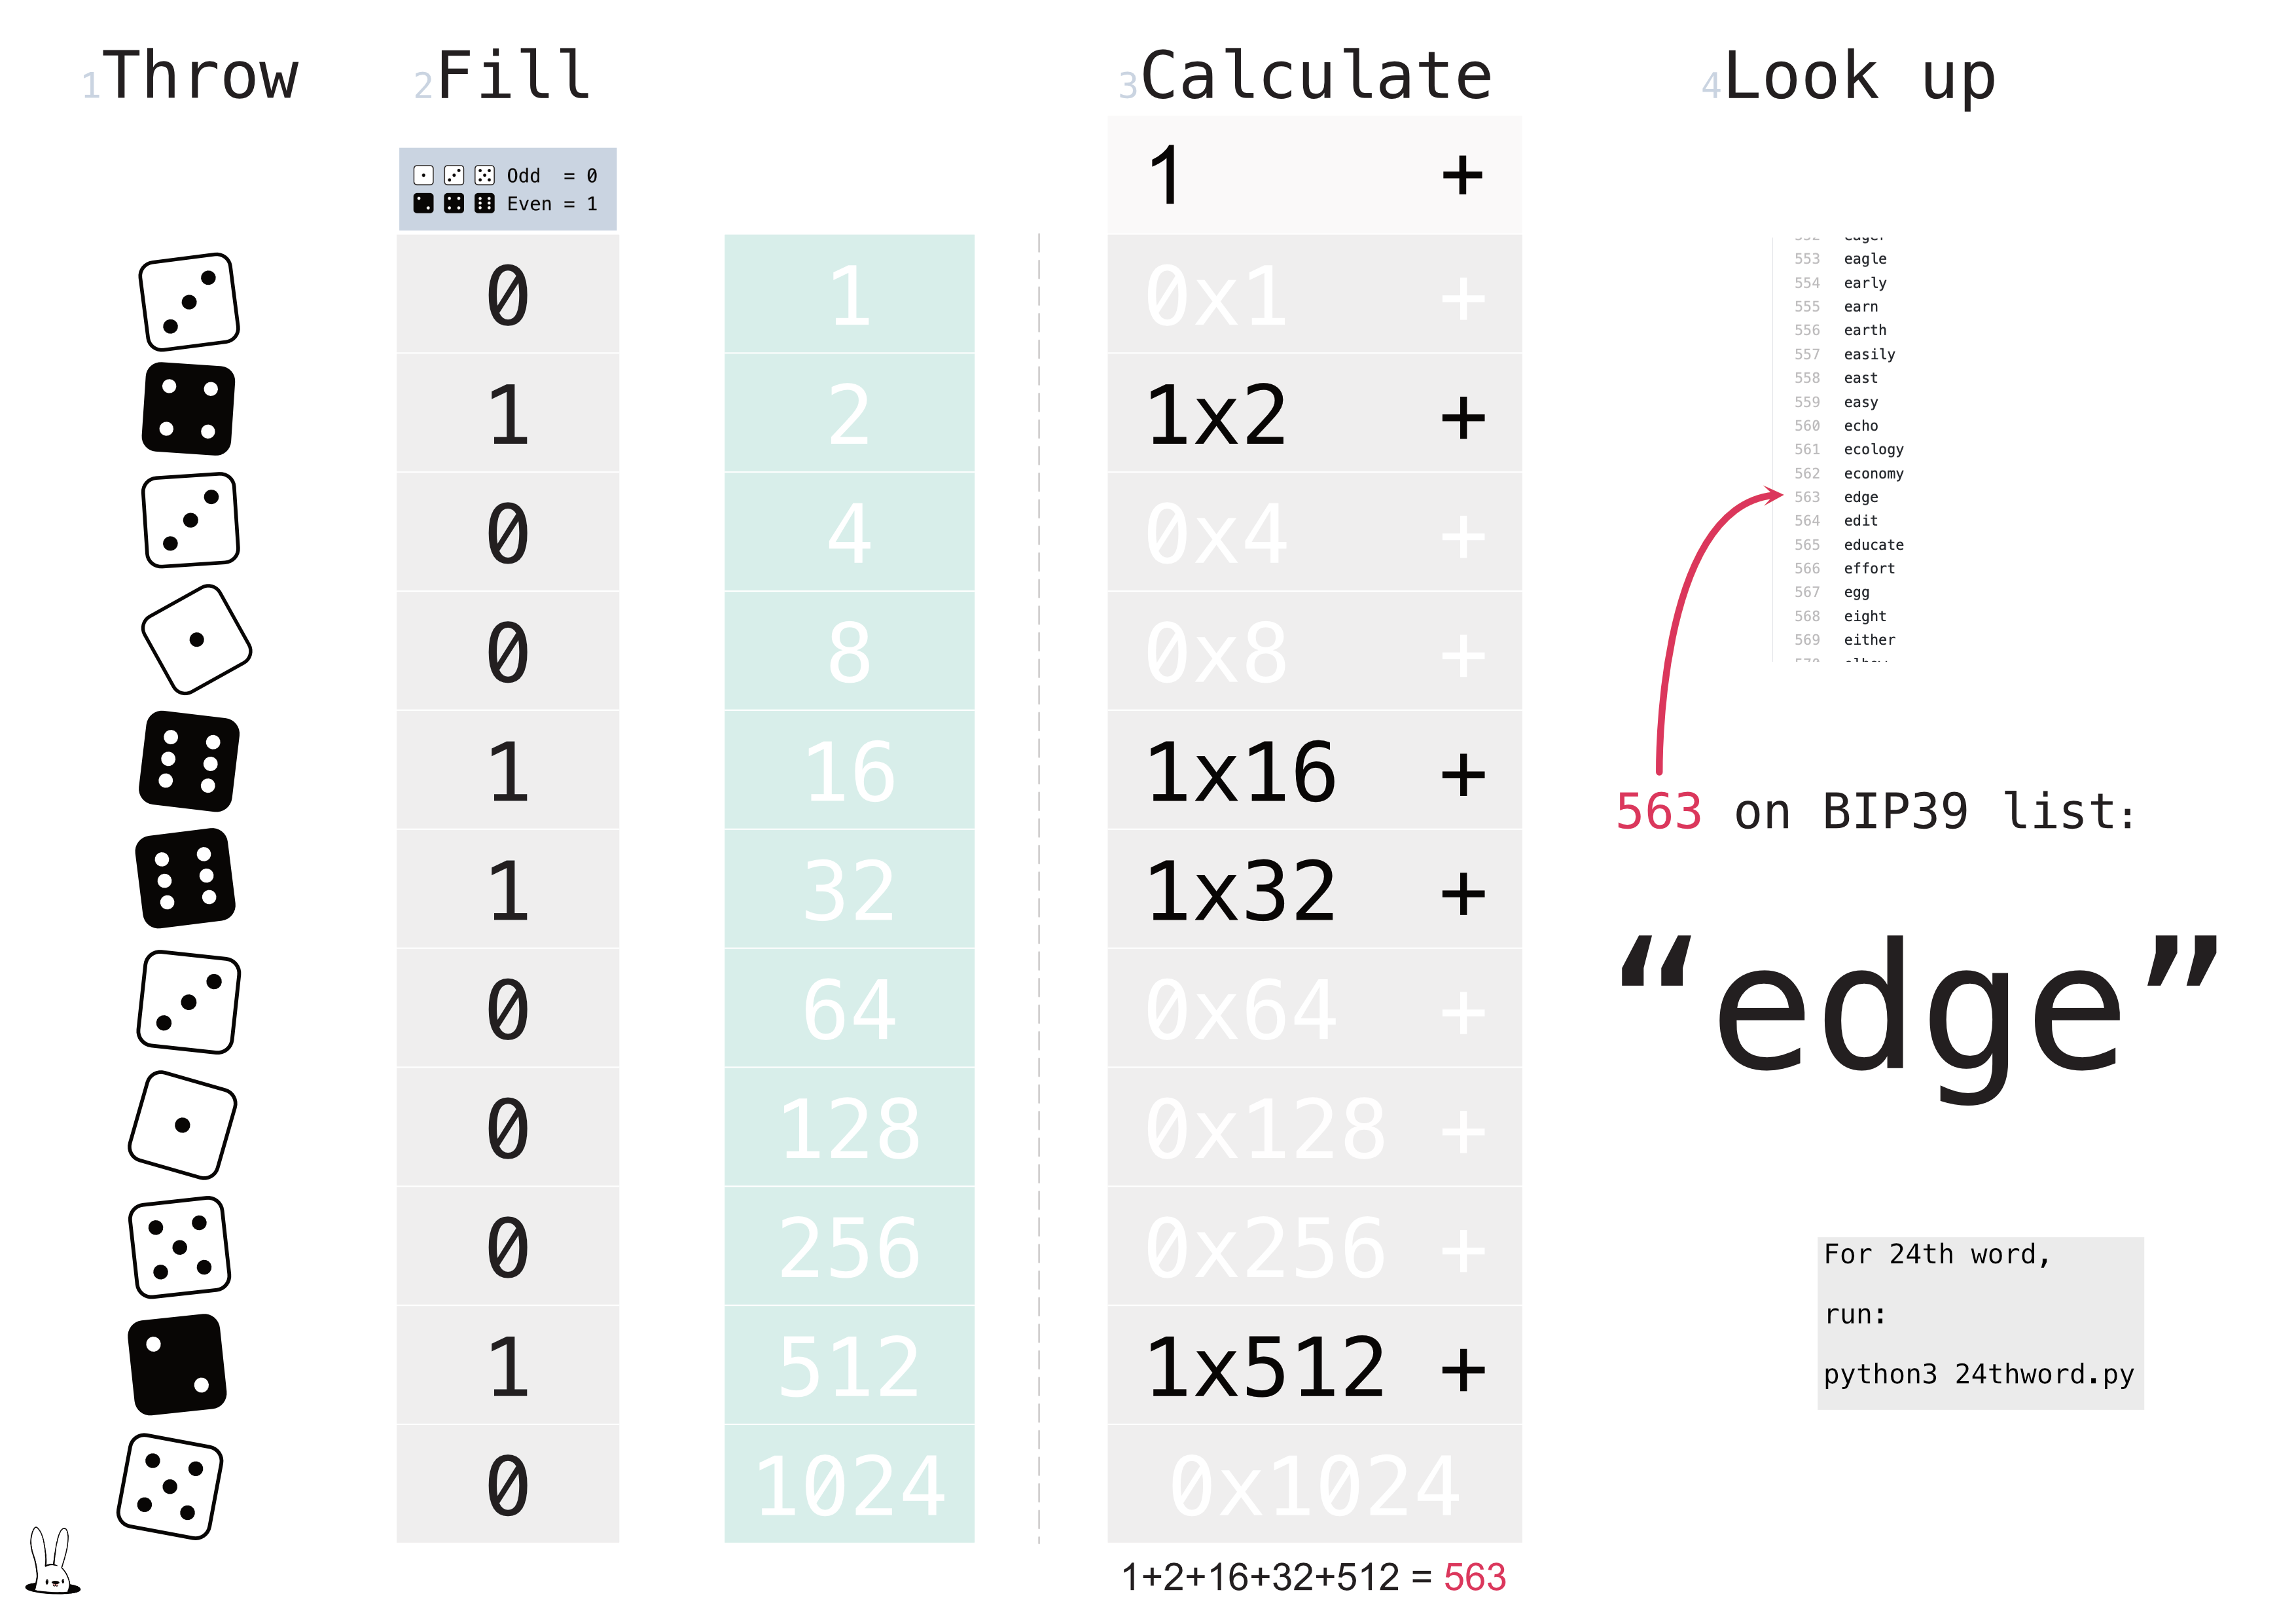 1Throw
2Fill
3Calculate
4Look up
Odd = 0
Even = 1
1 +
0 1 0x1 +
1 2 1x2 +
0 4 0x4 +
0 8 0x8 +
1 16 1x16 +
1 32 1x32 +
0 64 0x64 +
0 128 0x128 +
0 256 0x256 +
1 512 1x512 +
0 1024 0x1024
1+2+16+32+512 = 563
553 eagle
554 early
555 earn
556 earth
557 easily
558 east
559 easy
560 echo
561 ecology
562 economy
563 edge
564 edit
565 educate
566 effort
567 egg
568 eight
569 either
563 on BIP39 list:
“edge”
For 24th word,
run:
python3 24thword.py